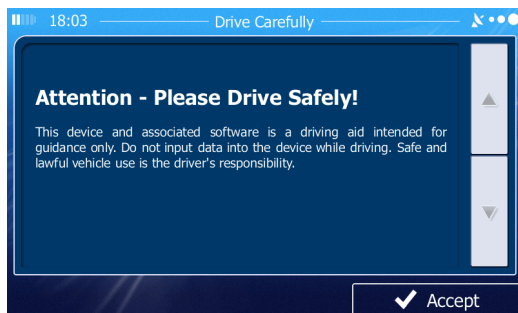 18:03 Drive Carefully
Attention - Please Drive Safely!
This device and associated software is a driving aid intended for
guidance only. Do not input data into the device while driving. Safe and
lawful vehicle use is the driver's responsibility.
Accept